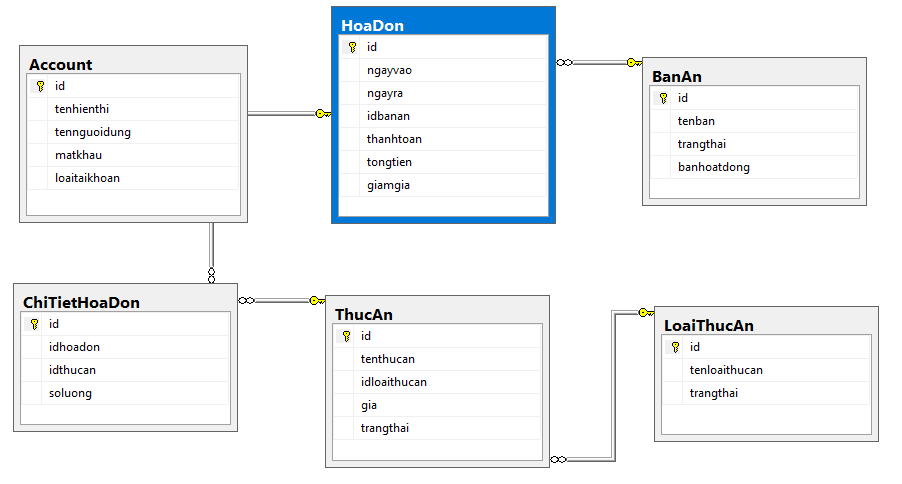 Account
id
tenhienthi
tennguoidung
matkhau
loaitaikhoan
HoaDon
id
ngayvao
ngayra
idbanan
thanhtoan
tongtien
giamgia
BanAn
id
tenban
trangthai
banhoatdong
ChiTietHoaDon
id
idhoadon
idthucan
soluong
ThucAn
id
tenthucan
idloaithucan
gia
trangthai
LoaiThucAn
id
tenloaithucan
trangthai